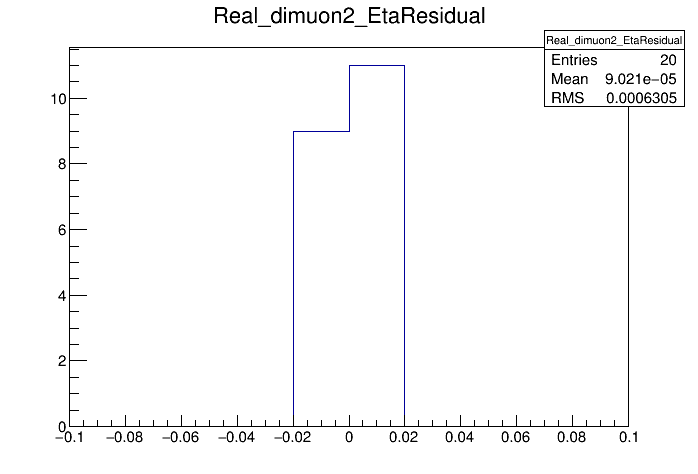 Real_dimuon2_EtaResidual
Real_dimuon2_EtaResidual
Entries 20
Mean 9.021e−05
RMS 0.0006305
10
8
6
4
2
0
−0.1 −0.08 −0.06 −0.04 −0.02 0 0.02 0.04 0.06 0.08 0.1